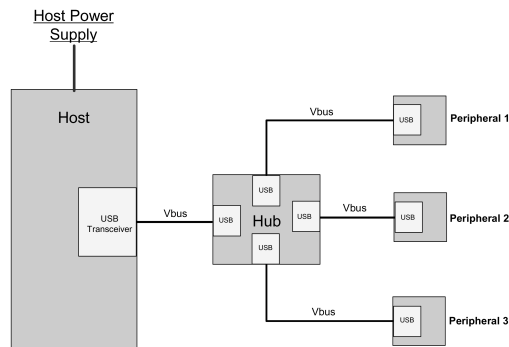 Host Power
Supply
Host
USB
Transceiver
Vbus
USB
USB
Hub
USB
USB
Vbus
USB
Peripheral 1
Vbus
USB
Peripheral 2
Vbus
USB
Peripheral 3